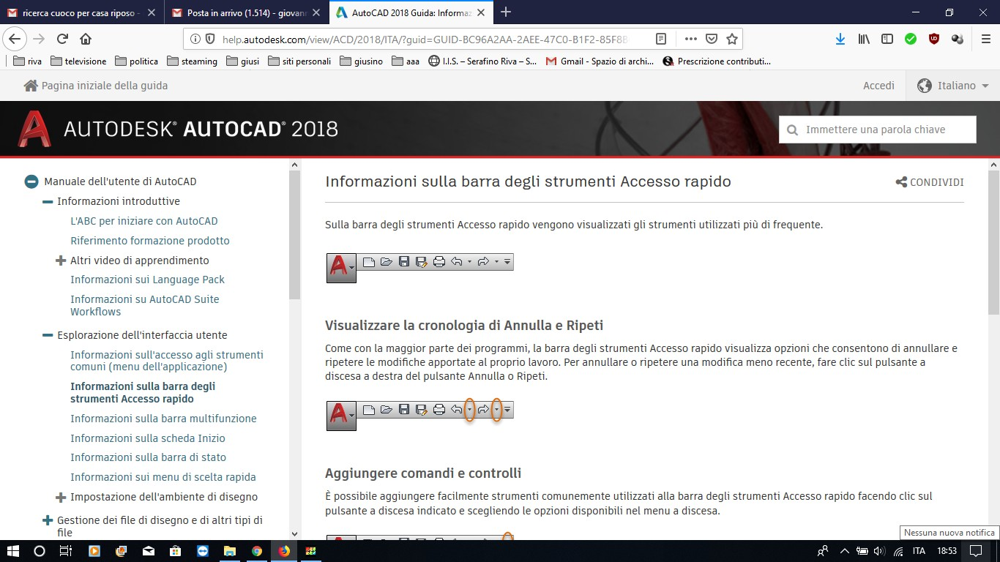 ricerca cuoco per casa riposo -
Posta in arrivo (1.514) - giovann
AutoCAD 2018 Guida: Informaz
help.autodesk.com/view/ACD/2018/ITA/?guid=GUID-BC96A2AA-2AEE-47C0-B1F2-85F8B
riva televisione politica steaming giusi siti personali giusino aaa I.I.S. – Serafino Riva – S... Gmail - Spazio di archi... Prescrizione contributi...
Pagina iniziale della guida
Accedi
Italiano
AUTODESK® AUTOCAD® 2018
Immettere una parola chiave
Manuale dell'utente di AutoCAD
Informazioni introduttive
L'ABC per iniziare con AutoCAD
Riferimento formazione prodotto
Altri video di apprendimento
Informazioni sui Language Pack
Informazioni su AutoCAD Suite
Workflows
Esplorazione dell'interfaccia utente
Informazioni sull'accesso agli strumenti
comuni (menu dell'applicazione)
Informazioni sulla barra degli
strumenti Accesso rapido
Informazioni sulla barra multifunzione
Informazioni sulla scheda Inizio
Informazioni sulla barra di stato
Informazioni sui menu di scelta rapida
Impostazione dell'ambiente di disegno
Gestione dei file di disegno e di altri tipi di
file
Informazioni sulla barra degli strumenti Accesso rapido
CONDIVIDI
Sulla barra degli strumenti Accesso rapido vengono visualizzati gli strumenti utilizzati più di frequente.
Visualizzare la cronologia di Annulla e Ripeti
Come con la maggior parte dei programmi, la barra degli strumenti Accesso rapido visualizza opzioni che consentono di annullare e
ripetere le modifiche apportate al proprio lavoro. Per annullare o ripetere una modifica meno recente, fare clic sul pulsante a
discesa a destra del pulsante Annulla o Ripeti.
Aggiungere comandi e controlli
È possibile aggiungere facilmente strumenti comunemente utilizzati alla barra degli strumenti Accesso rapido facendo clic sul
pulsante a discesa indicato e scegliendo le opzioni disponibili nel menu a discesa.
Nessuna nuova notifica
ITA
18:53